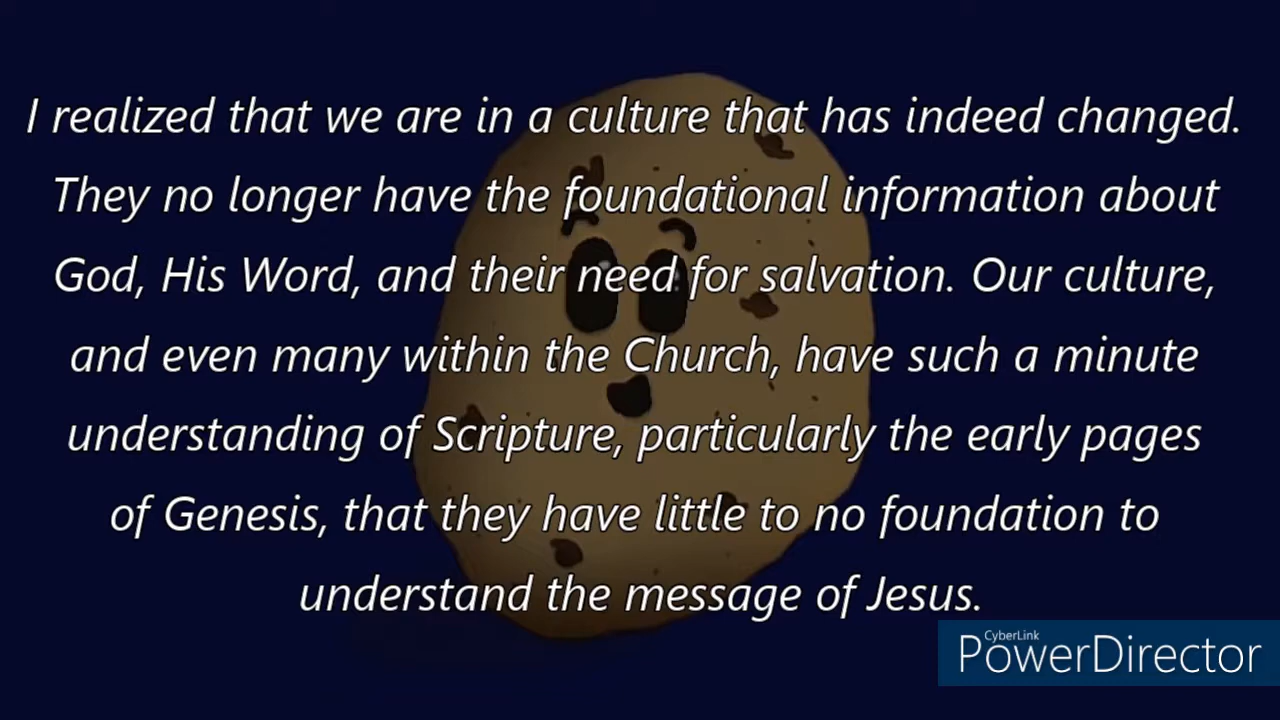 I realized that we are in a culture that has indeed changed.
They no longer have the foundational information about
God, His Word, and their need for salvation. Our culture,
and even many within the Church, have such a minute
understanding of Scripture, particularly the early pages
of Genesis, that they have little to no foundation to
understand the message of Jesus.
CyberLink
PowerDirector